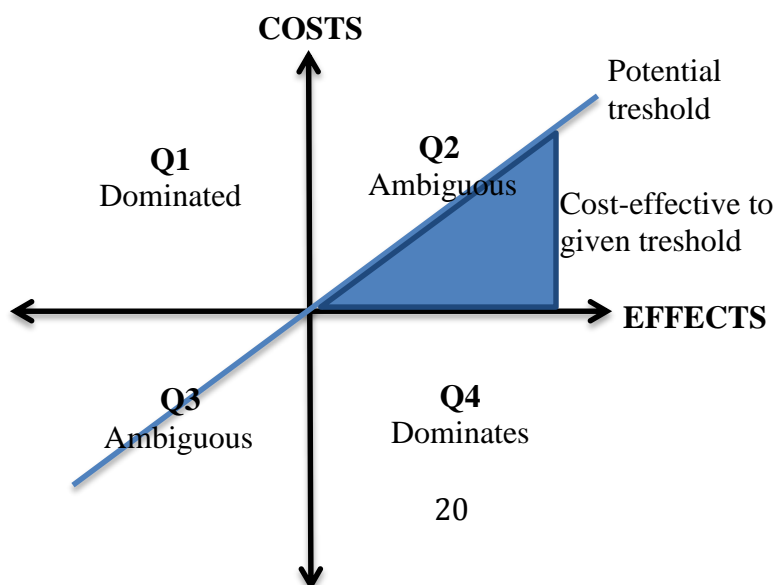 COSTS
Potential
treshold
Q1
Dominated
Q2
Ambiguous
Cost-effective to
given treshold
EFFECTS
Q3
Ambiguous
Q4
Dominates
20